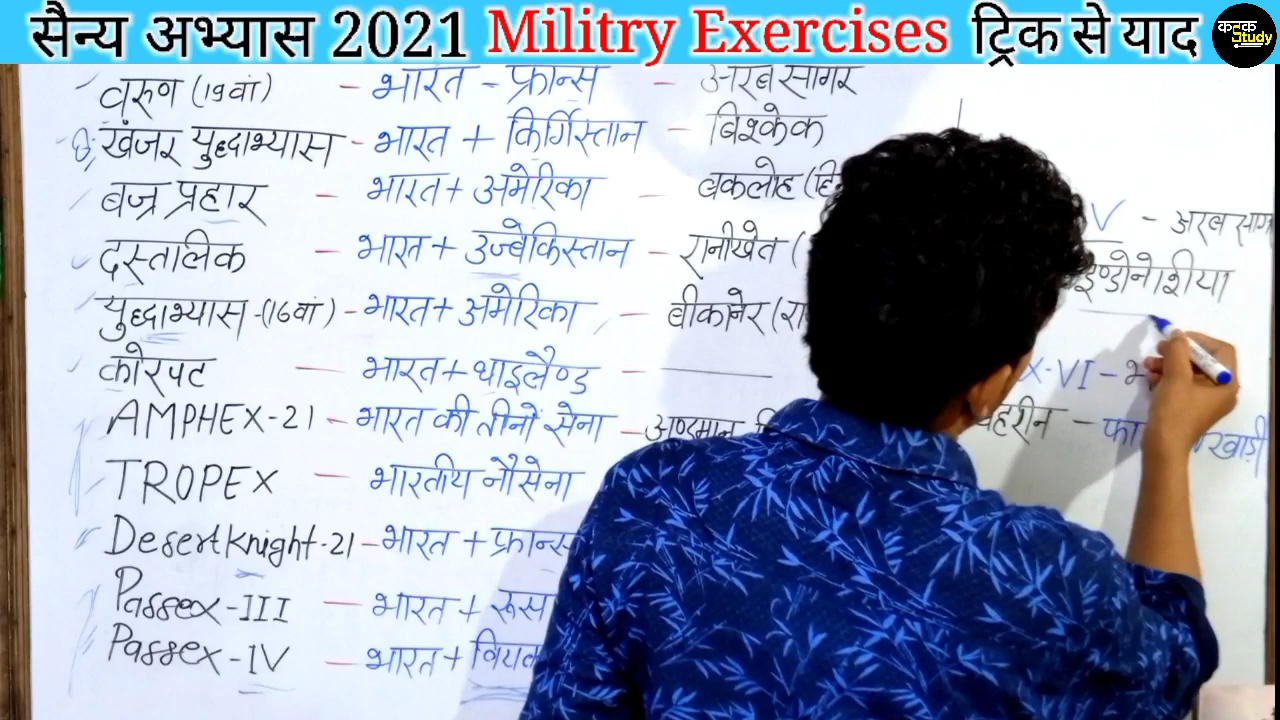 सैन्य अभ्यास 2021 Militry Exercises ट्रिक से याद
कदक Study
वरुण (19वां) - भारत - फ्रान्स - अरब सागर
खंजर युद्धाभ्यास - भारत + किर्गिस्तान - बिश्केक
बज्र प्रहार - भारत + अमेरिका - बकलोह
दस्तालिक - भारत + उज्बेकिस्तान - रानीखेत (
युद्धाभ्यास -(16वां) - भारत + अमेरिका - बीकानेर
कोरपट - भारत + थाइलैण्ड -
AMPHEX-21 - भारत की तीनों सेना - अण्डमान
TROPEX - भारतीय नौसेना
Desert Knight-21 - भारत + फ्रान्स
Passex-III - भारत + रूस
Passex-IV - भारत +
V - अरब
इण्डोनेशीया
X-VI -
बहरीन -
खाड़ी